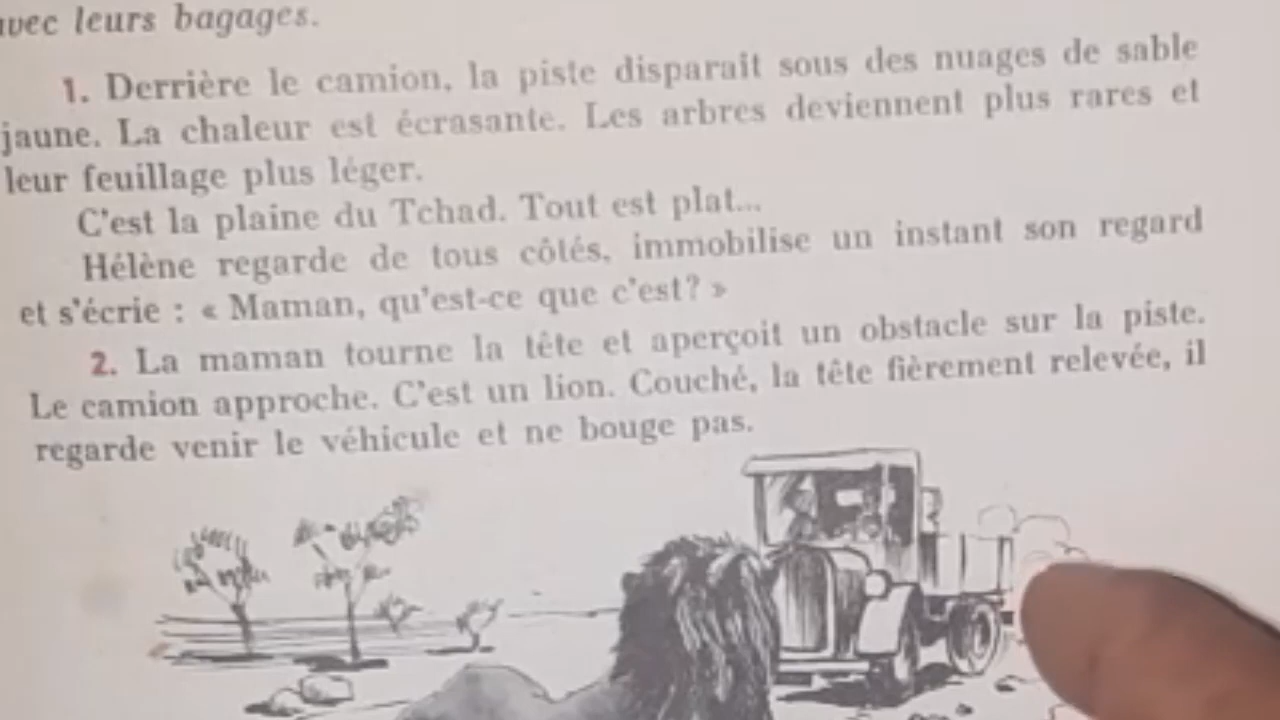 avec leurs bagages.
1. Derrière le camion, la piste disparait sous des nuages de sable
jaune. La chaleur est écrasante. Les arbres deviennent plus rares et
leur feuillage plus léger.
C'est la plaine du Tchad. Tout est plat...
Hélène regarde de tous côtés, immobilise un instant son regard
et s'écrie : « Maman, qu'est-ce que c'est? »
2. La maman tourne la tête et aperçoit un obstacle sur la piste.
Le camion approche. C'est un lion. Couché, la tête fièrement relevée, il
regarde venir le véhicule et ne bouge pas.